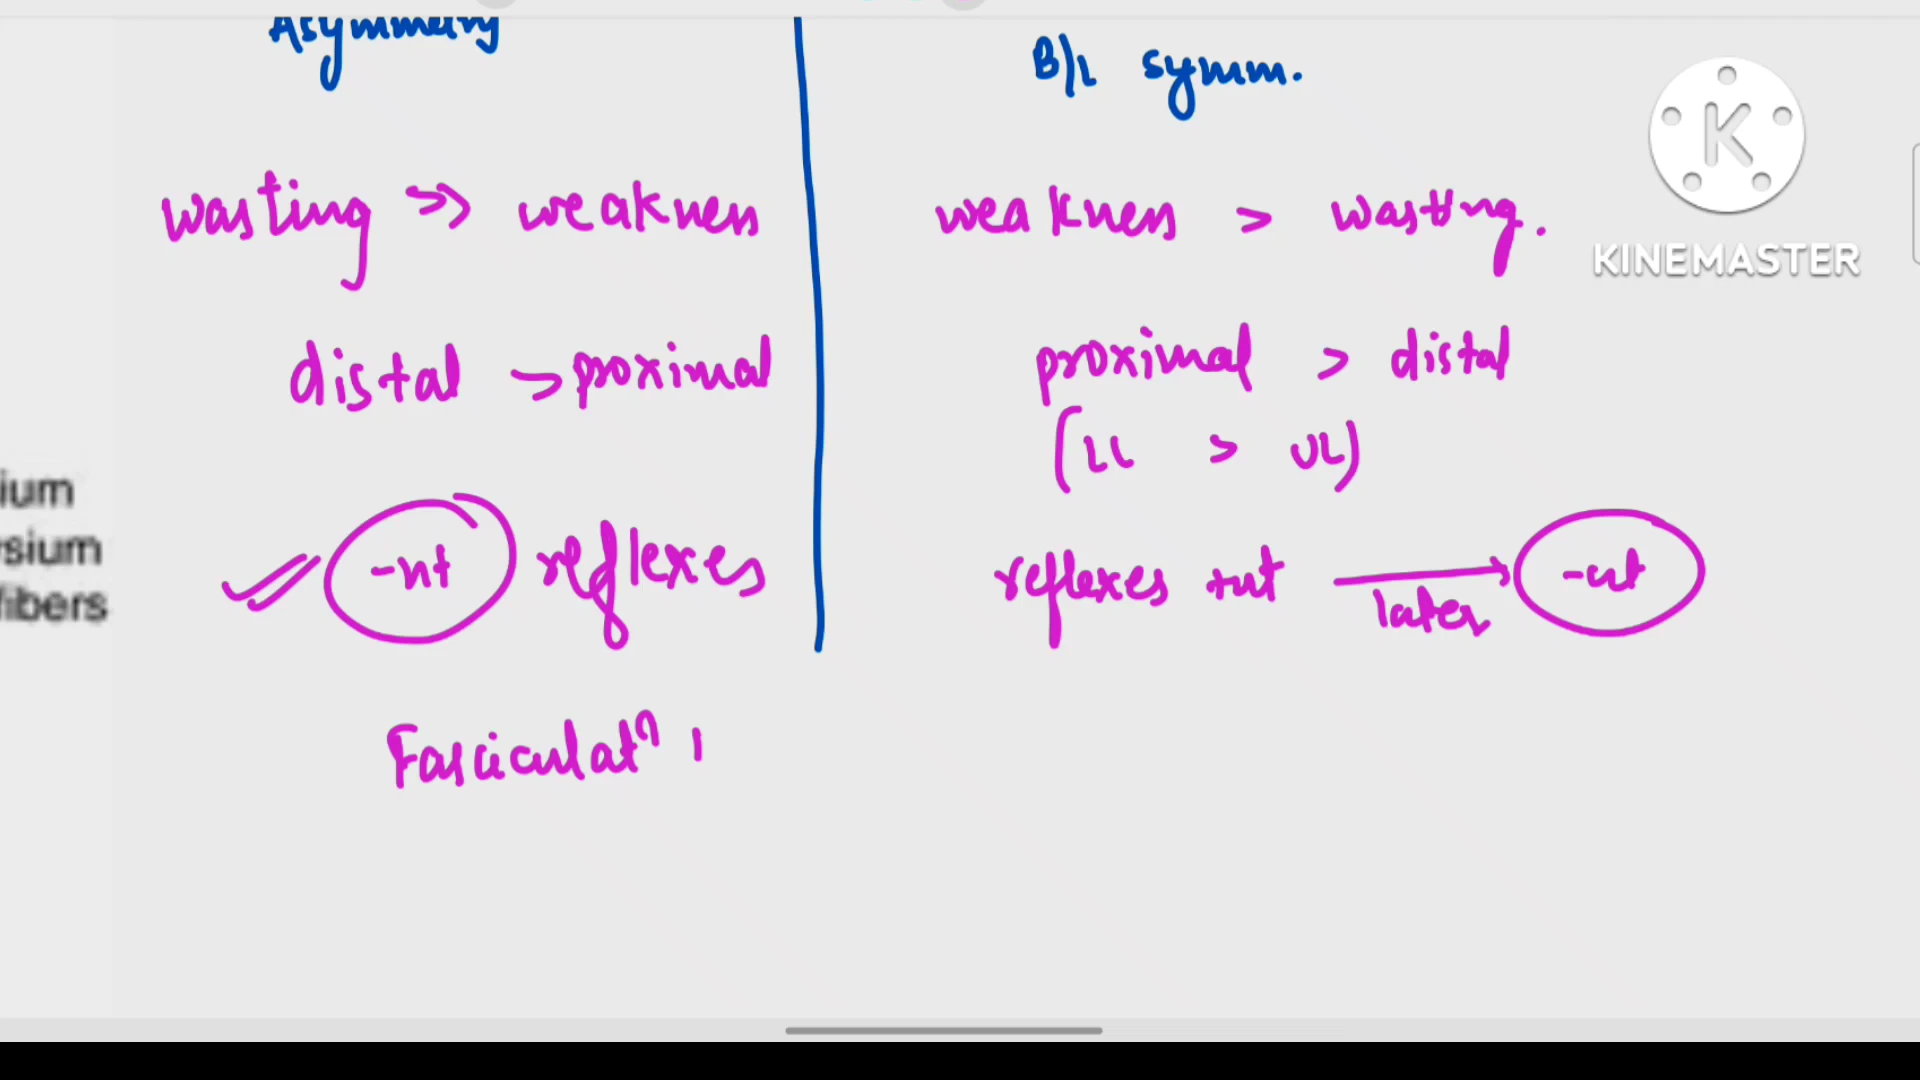 Asymmetry
B/L symm.
wasting >> weakness
weakness > wasting.
distal > proximal
proximal > distal
(LL > UL)
-nt reflexes
reflexes +nt later -nt
Fasciculatn
ium
ysium
fibers
KINEMASTER